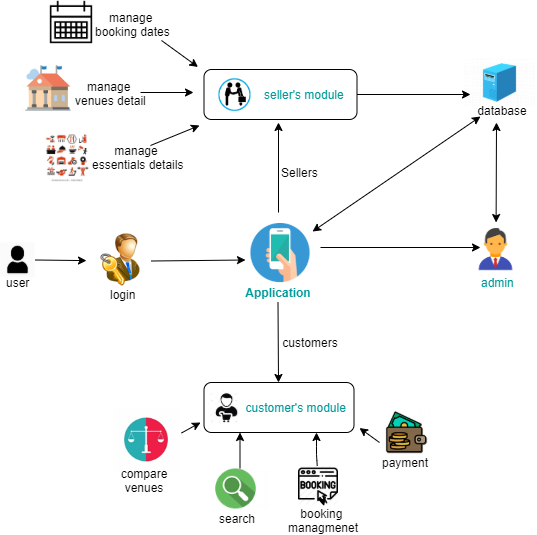 manage
booking dates
manage
venues detail
seller's module
database
manage
essentials details
Sellers
user
login
Application
admin
customers
customer's module
compare
venues
search
BOOKING
booking
managmenet
payment